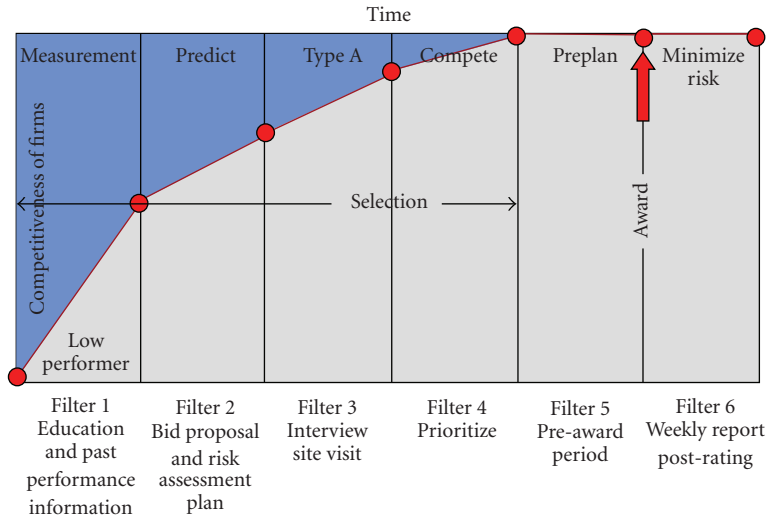 Time
Measurement
Predict
Type A
Compete
Preplan
Minimize
risk
Competitiveness of firms
Selection
Award
Low
performer
Filter 1
Education
and past
performance
information
Filter 2
Bid proposal
and risk
assessment
plan
Filter 3
Interview
site visit
Filter 4
Prioritize
Filter 5
Pre-award
period
Filter 6
Weekly report
post-rating